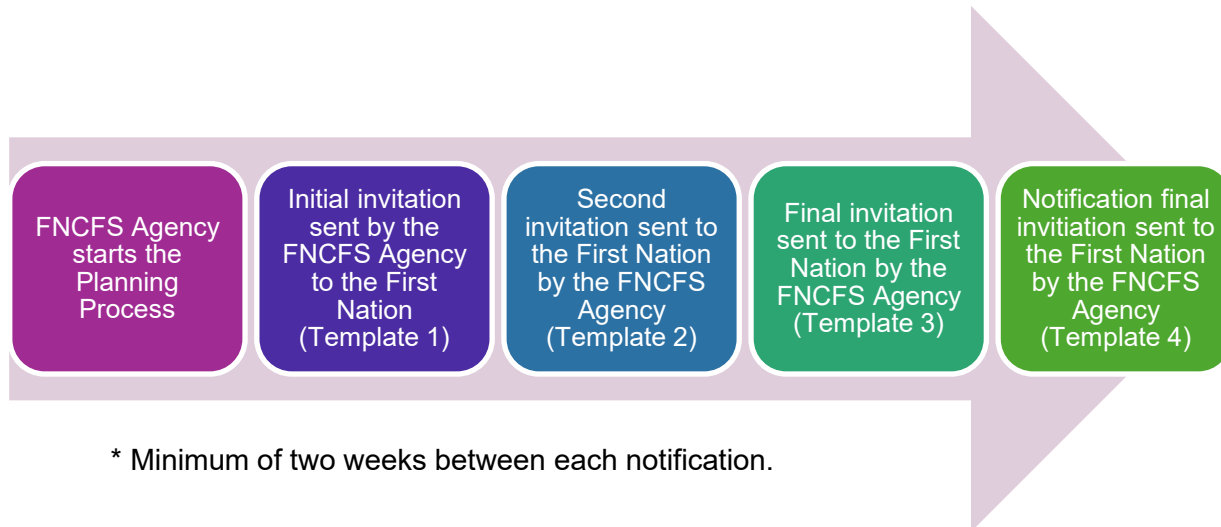 FNCFS Agency
starts the
Planning
Process
Initial invitation
sent by the
FNCFS Agency
to the First
Nation
(Template 1)
Second
invitation sent to
the First Nation
by the FNCFS
Agency
(Template 2)
Final invitation
sent to the First
Nation by the
FNCFS Agency
(Template 3)
Notification final
invitiation sent to
the First Nation
by the FNCFS
Agency
(Template 4)
* Minimum of two weeks between each notification.